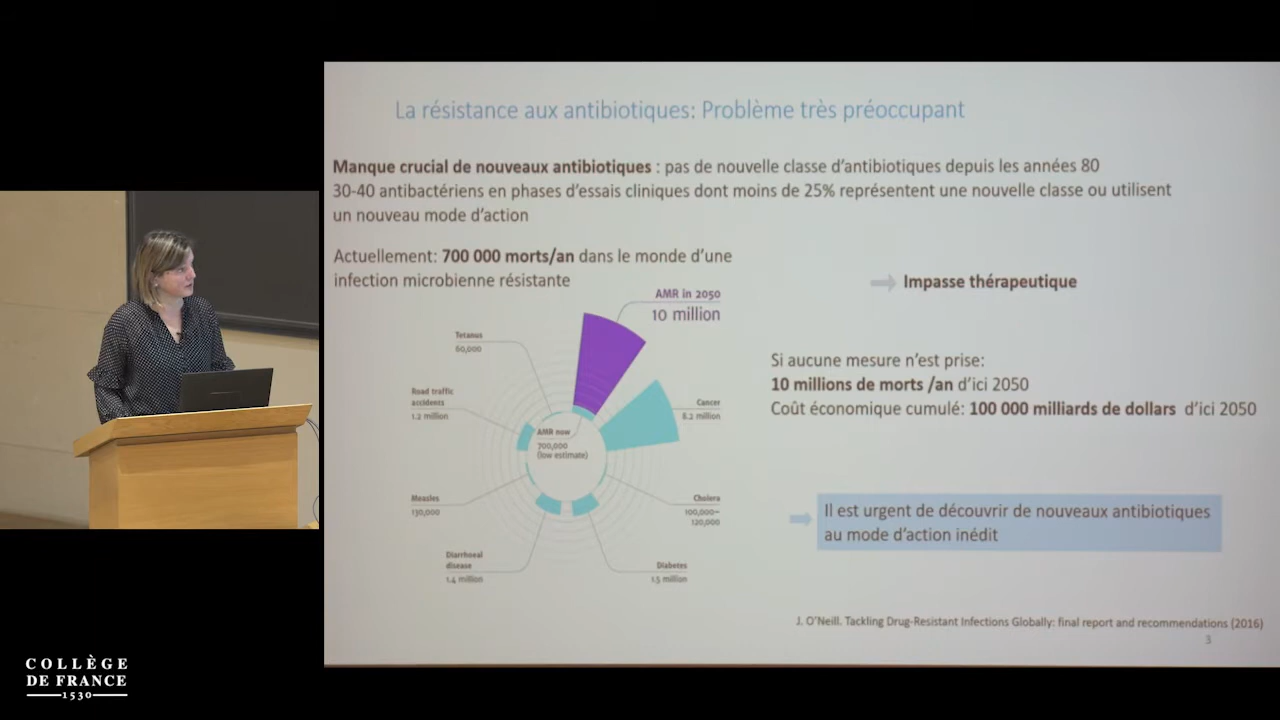 La résistance aux antibiotiques: Problème très préoccupant
Manque crucial de nouveaux antibiotiques : pas de nouvelle classe d'antibiotiques depuis les années 80
30-40 antibactériens en phases d'essais cliniques dont moins de 25% représentent une nouvelle classe ou utilisent
un nouveau mode d'action
Actuellement: 700 000 morts/an dans le monde d'une
infection microbienne résistante
Impasse thérapeutique
AMR in 2050
10 million
Tetanus
60,000
Road traffic
accidents
1.2 million
Cancer
8.2 million
AMR now
700,000
(low estimate)
Measles
130,000
Cholera
100,000–
120,000
Diarrhoeal
disease
1.4 million
Diabetes
1.5 million
Si aucune mesure n'est prise:
10 millions de morts /an d'ici 2050
Coût économique cumulé: 100 000 milliards de dollars d'ici 2050
Il est urgent de découvrir de nouveaux antibiotiques
au mode d'action inédit
J. O'Neill. Tackling Drug-Resistant Infections Globally: final report and recommendations (2016)
3
COLLÈGE
DE FRANCE
1530